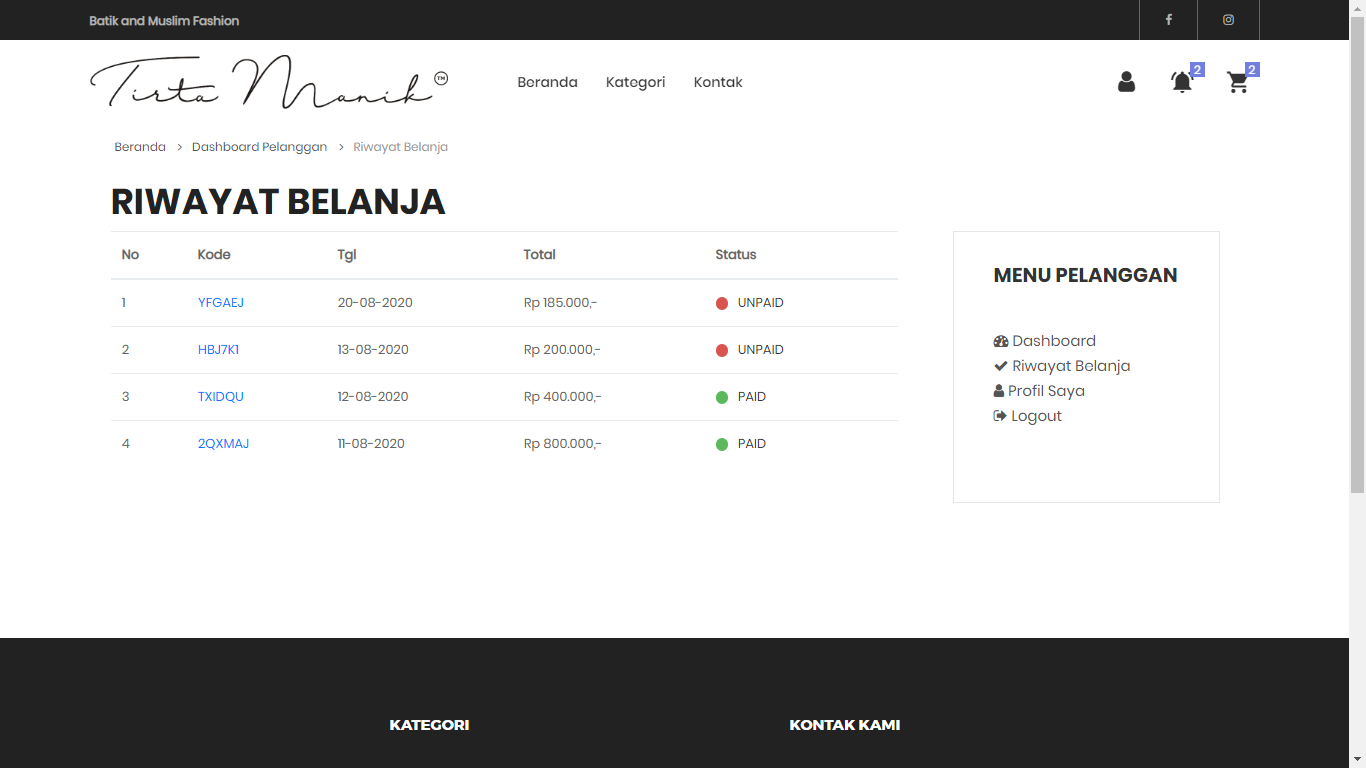 Batik and Muslim Fashion
Tirta Manik™
Beranda Kategori Kontak
2 2
Beranda > Dashboard Pelanggan > Riwayat Belanja
RIWAYAT BELANJA
No Kode Tgl Total Status
1 YFGAEJ 20-08-2020 Rp 185.000,- UNPAID
2 HBJ7K1 13-08-2020 Rp 200.000,- UNPAID
3 TXIDQU 12-08-2020 Rp 400.000,- PAID
4 2QXMAJ 11-08-2020 Rp 800.000,- PAID
MENU PELANGGAN
Dashboard
Riwayat Belanja
Profil Saya
Logout
KATEGORI KONTAK KAMI